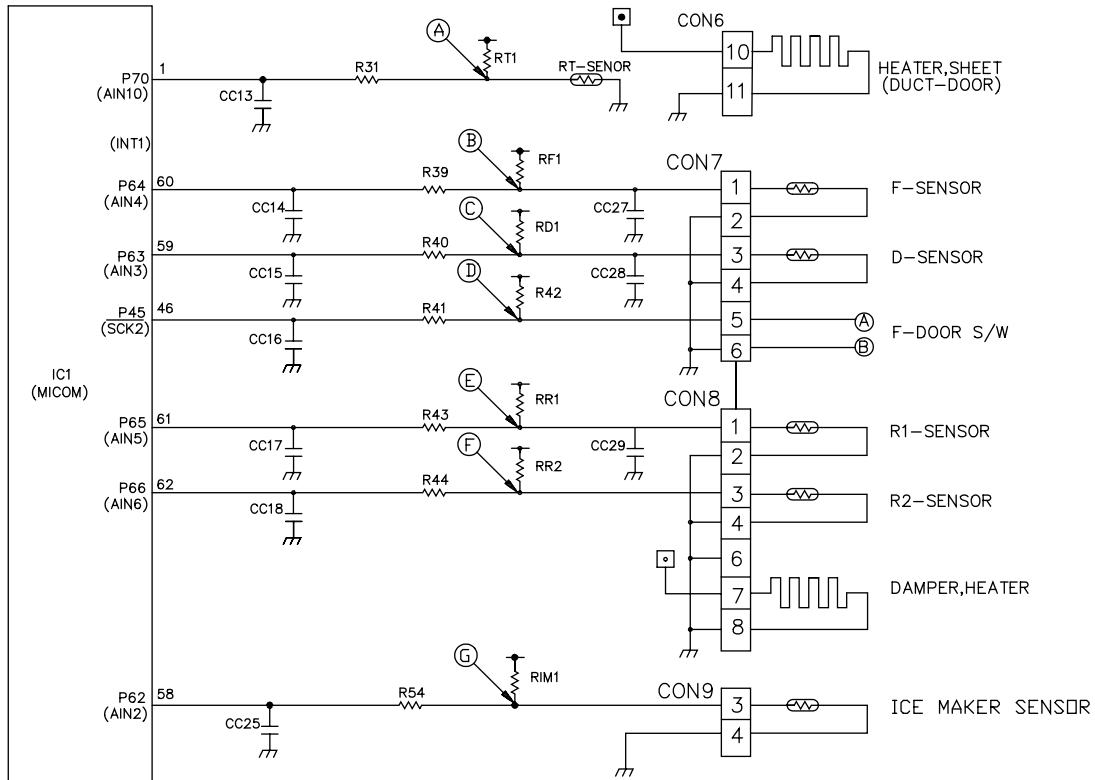 CON6
A
RT1
R31
RT-SENOR
P70
1
(AIN10)
CC13
10
11
HEATER,SHEET
(DUCT-DOOR)
(INT1)
B
RF1
CON7
P64
60
(AIN4)
R39
CC14
CC27
1
2
F-SENSOR
C
RD1
P63
59
(AIN3)
R40
CC15
CC28
3
4
D-SENSOR
D
R42
P45
46
(SCK2)
R41
CC16
5
6
A
B
F-DOOR S/W
IC1
(MICOM)
E
RR1
CON8
P65
61
(AIN5)
R43
CC17
CC29
1
2
R1-SENSOR
F
RR2
P66
62
(AIN6)
R44
CC18
3
4
R2-SENSOR
6
7
8
DAMPER,HEATER
G
RIM1
CON9
P62
58
(AIN2)
R54
CC25
3
4
ICE MAKER SENSOR